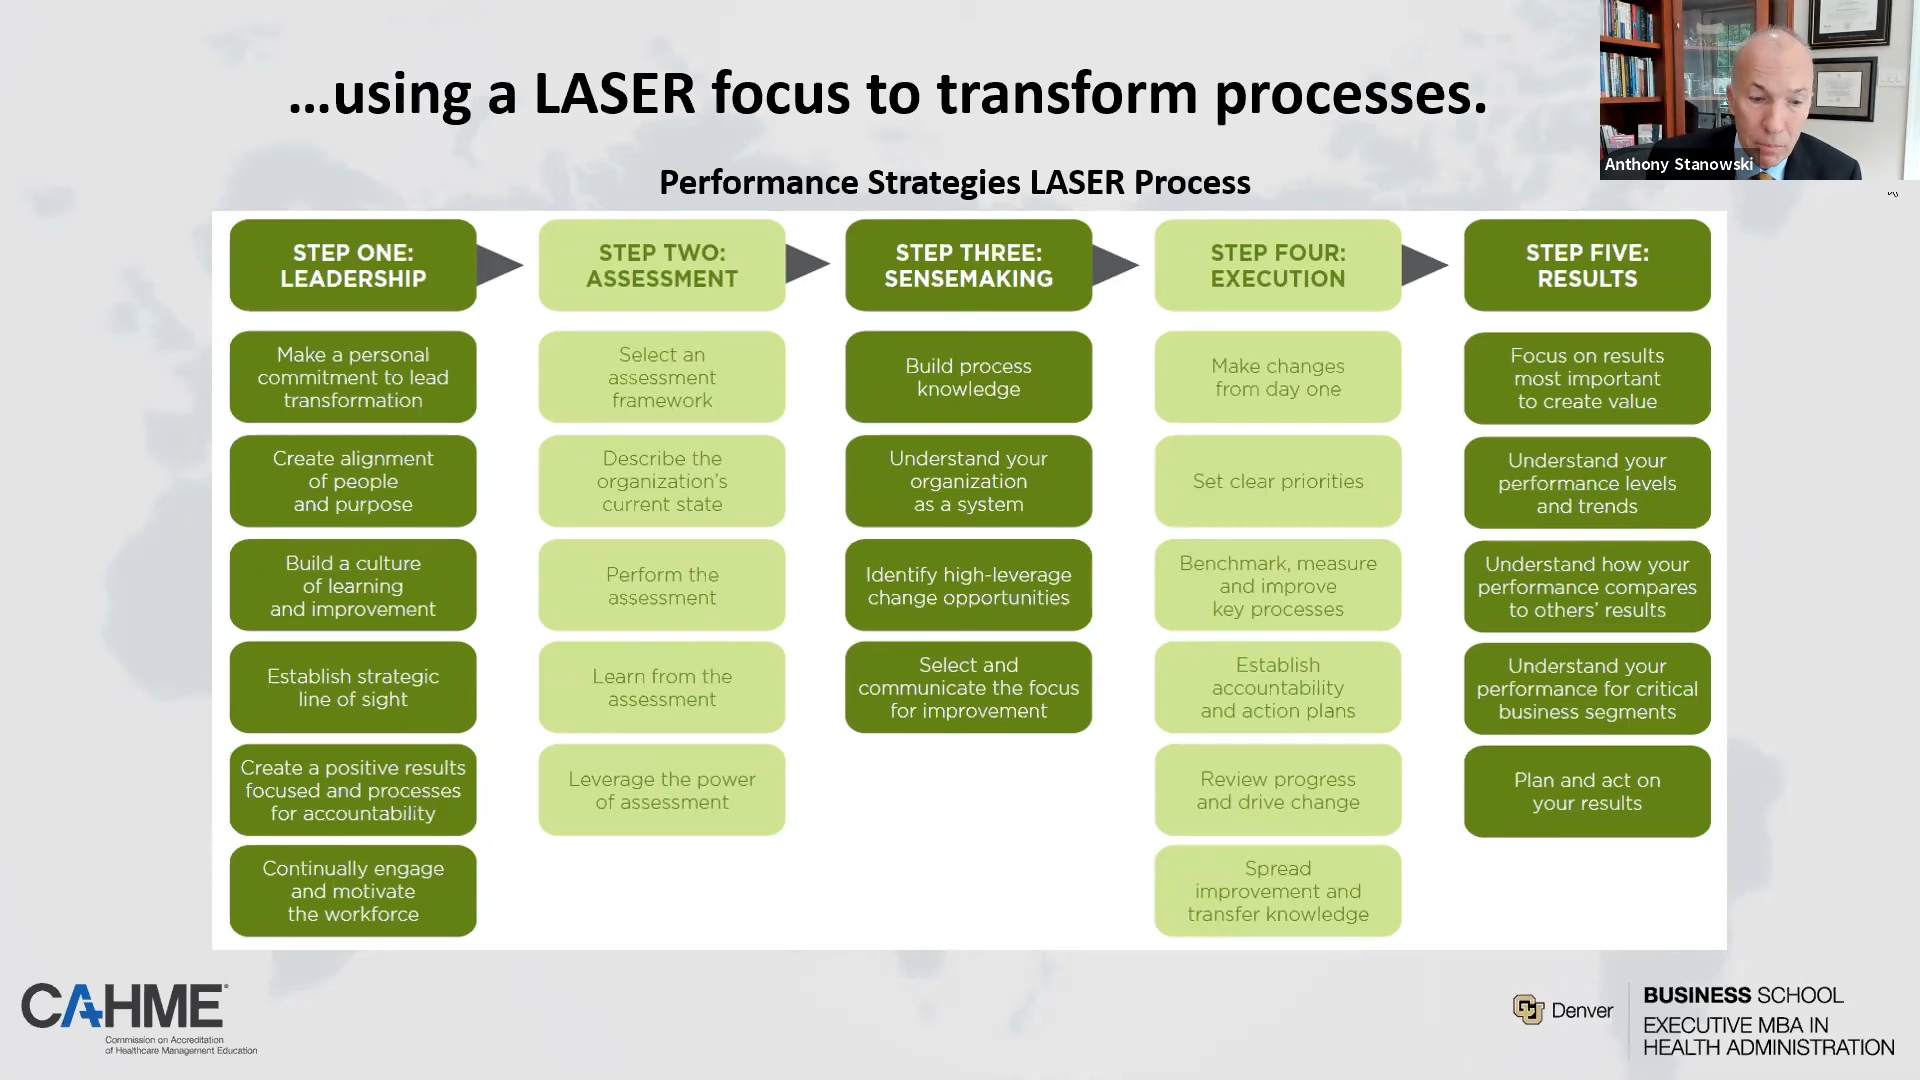 ...using a LASER focus to transform processes.
Anthony Stanowski
Performance Strategies LASER Process
STEP ONE:
LEADERSHIP
Make a personal
commitment to lead
transformation
Create alignment
of people
and purpose
Build a culture
of learning
and improvement
Establish strategic
line of sight
Create a positive results
focused and processes
for accountability
Continually engage
and motivate
the workforce
STEP TWO:
ASSESSMENT
Select an
assessment
framework
Describe the
organization's
current state
Perform the
assessment
Learn from the
assessment
Leverage the power
of assessment
STEP THREE:
SENSEMAKING
Build process
knowledge
Understand your
organization
as a system
Identify high-leverage
change opportunities
Select and
communicate the focus
for improvement
STEP FOUR:
EXECUTION
Make changes
from day one
Set clear priorities
Benchmark, measure
and improve
key processes
Establish
accountability
and action plans
Review progress
and drive change
Spread
improvement and
transfer knowledge
STEP FIVE:
RESULTS
Focus on results
most important
to create value
Understand your
performance levels
and trends
Understand how your
performance compares
to others' results
Understand your
performance for critical
business segments
Plan and act on
your results
CAHME
Commission on Accreditation
of Healthcare Management Education
Denver
BUSINESS SCHOOL
EXECUTIVE MBA IN
HEALTH ADMINISTRATION